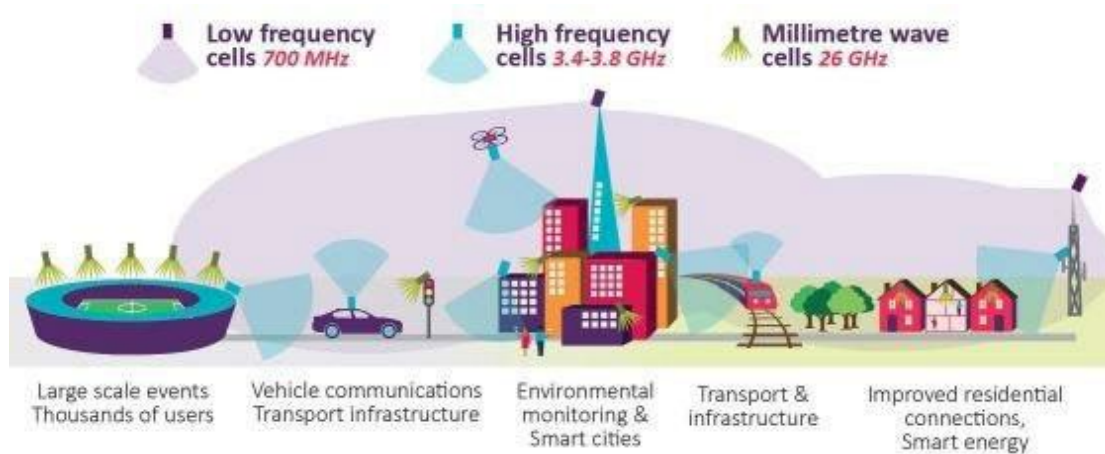 Low frequency
cells 700 MHz
High frequency
cells 3.4-3.8 GHz
Millimetre wave
cells 26 GHz
Large scale events
Thousands of users
Vehicle communications
Transport infrastructure
Environmental
monitoring &
Smart cities
Transport &
infrastructure
Improved residential
connections,
Smart energy